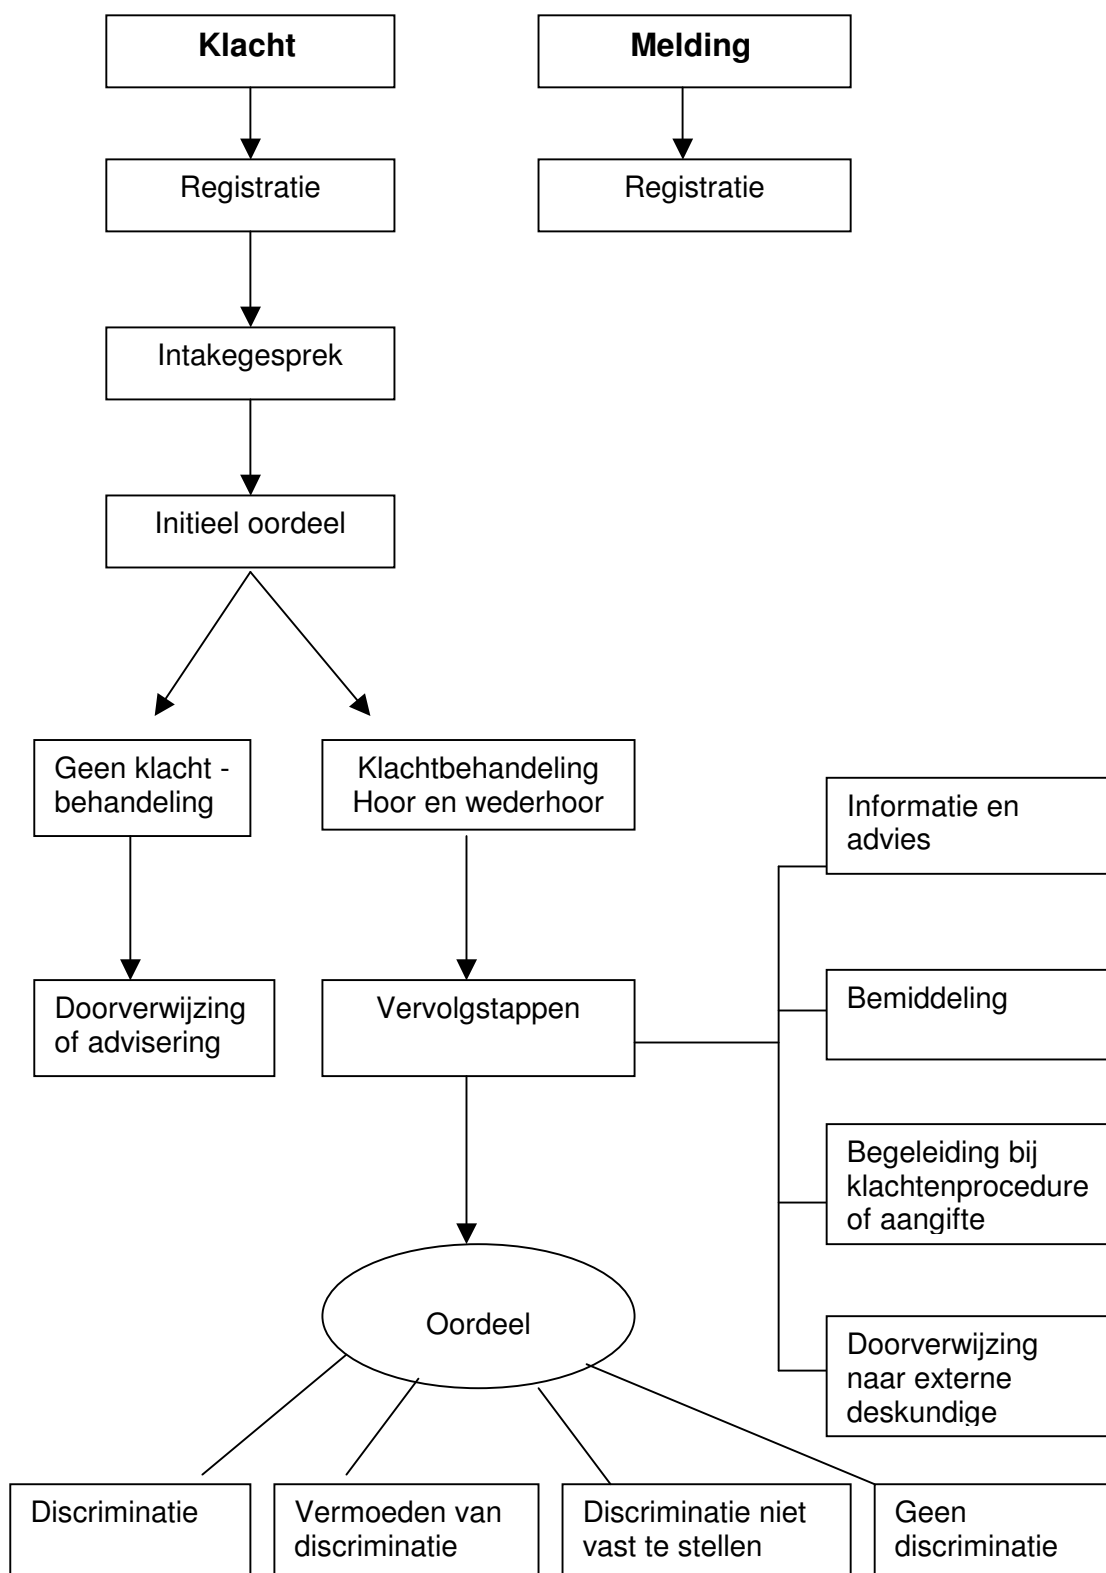 Klacht
Melding
Registratie
Registratie
Intakegesprek
Initieel oordeel
Geen klacht -
behandeling
Klachtbehandeling
Hoor en wederhoor
Informatie en
advies
Doorverwijzing
of advisering
Vervolgstappen
Bemiddeling
Begeleiding bij
klachtenprocedure
of aangifte
Oordeel
Doorverwijzing
naar externe
deskundige
Discriminatie
Vermoeden van
discriminatie
Discriminatie niet
vast te stellen
Geen
discriminatie